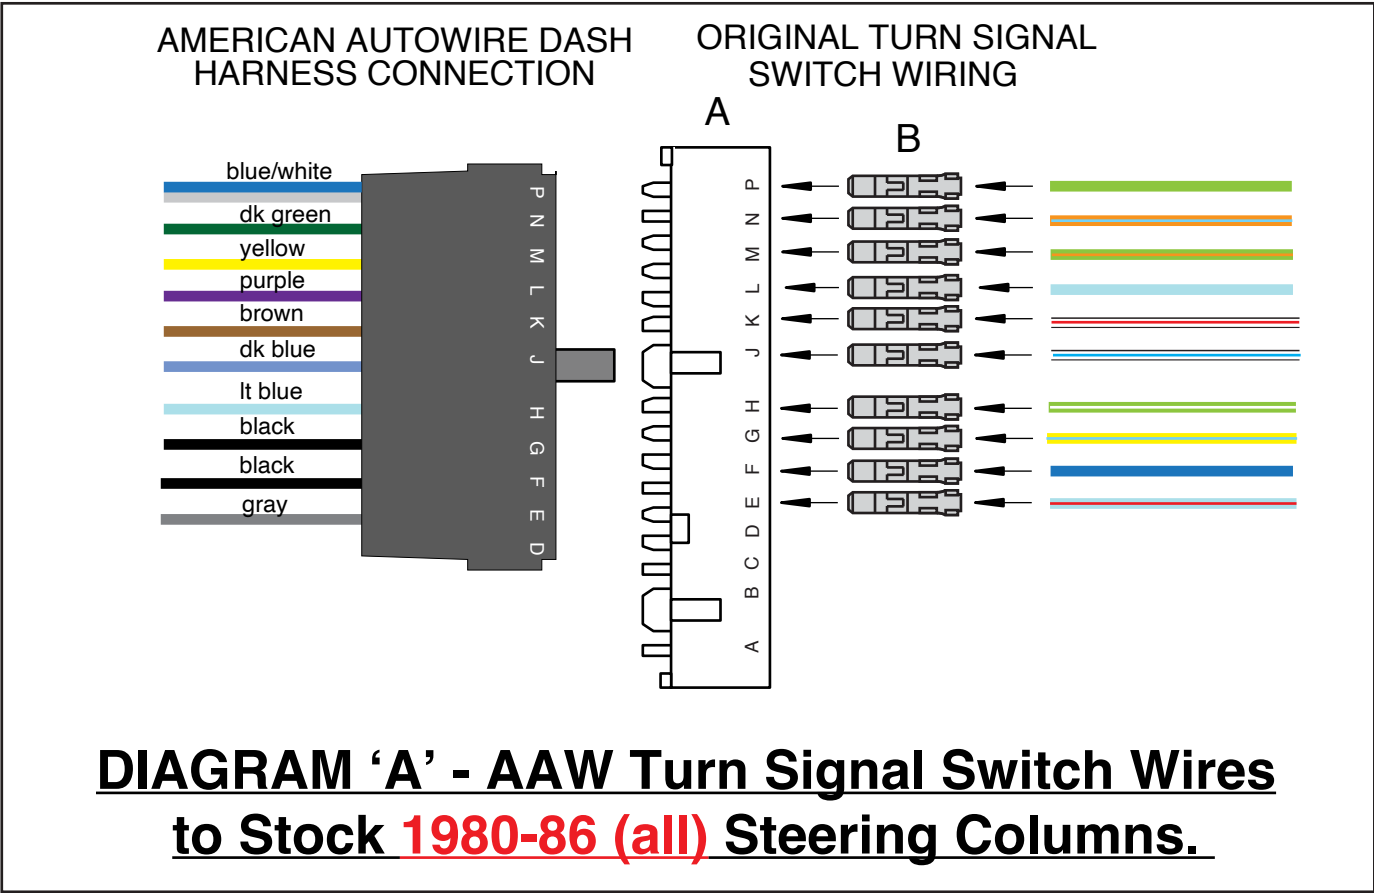 AMERICAN AUTOWIRE DASH
HARNESS CONNECTION
ORIGINAL TURN SIGNAL
SWITCH WIRING
A
B
blue/white
dk green
yellow
purple
brown
dk blue
lt blue
black
black
gray
P
N
M
L
K
J
H
G
F
E
D
P
N
M
L
K
J
H
G
F
E
D
C
B
A
DIAGRAM ‘A’ - AAW Turn Signal Switch Wires
to Stock 1980-86 (all) Steering Columns.